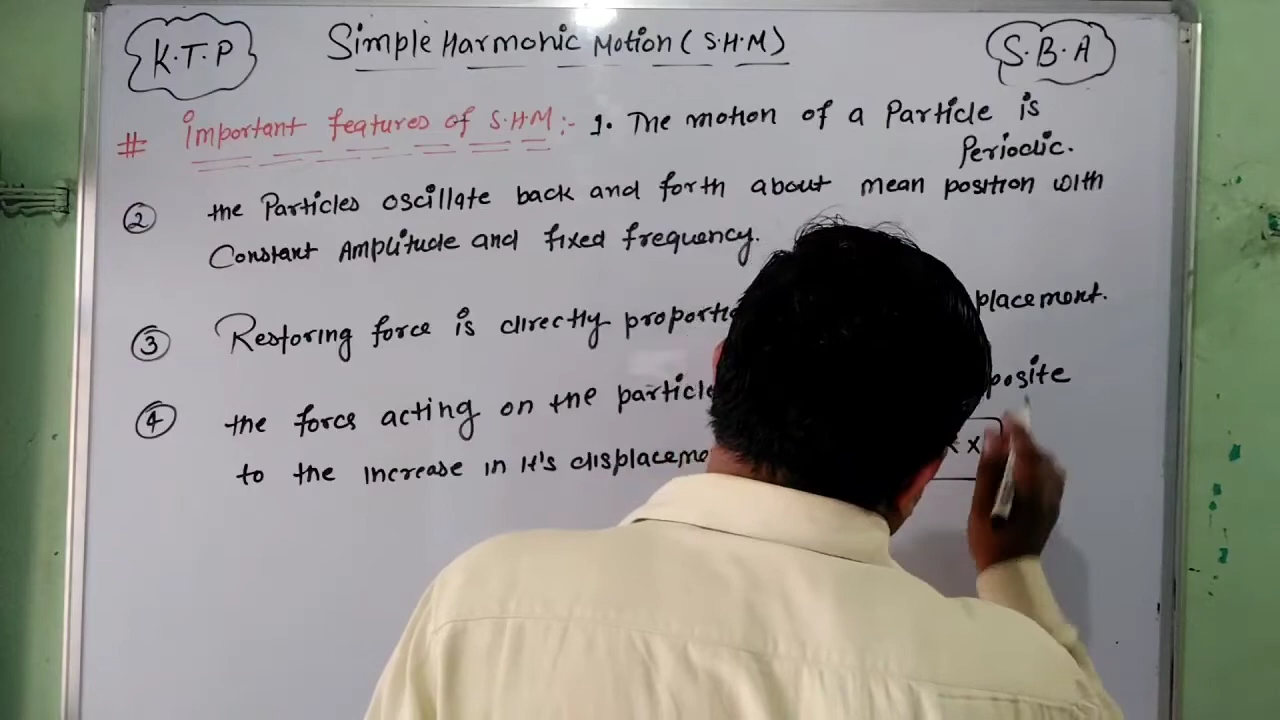 K.T.P
Simple Harmonic Motion (S.H.M)
S.B.A
# Important features of S.H.M :- 1. The motion of a Particle is
Periodic.
② the Particles oscillate back and forth about mean position with
Constant Amplitude and fixed frequency.
③ Restoring force is directly placement.
④ the force acting on the particle posite
to the increase in it's x